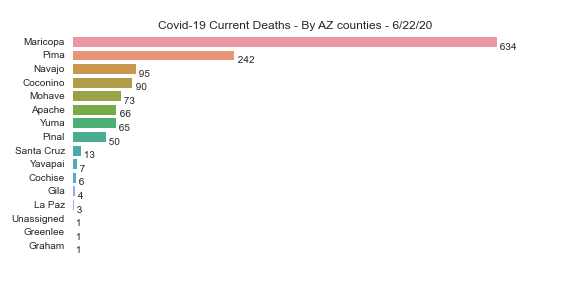 Covid-19 Current Deaths - By AZ counties - 6/22/20
Maricopa 634
Pima 242
Navajo 95
Coconino 90
Mohave 73
Apache 66
Yuma 65
Pinal 50
Santa Cruz 13
Yavapai 7
Cochise 6
Gila 4
La Paz 3
Unassigned 1
Greenlee 1
Graham 1